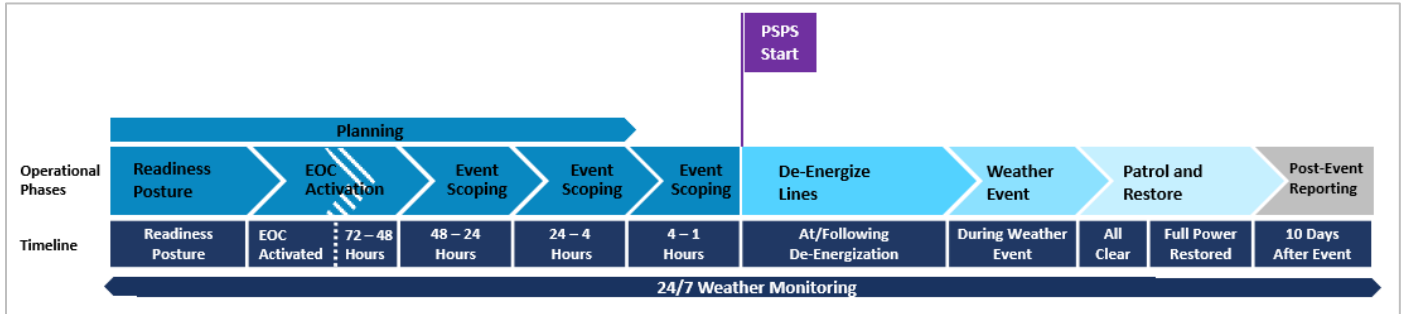 PSPS
Start
Planning
Operational
Phases
Readiness
Posture
EOC
Activation
Event
Scoping
Event
Scoping
Event
Scoping
De-Energize
Lines
Weather
Event
Patrol and
Restore
Post-Event
Reporting
Timeline
Readiness
Posture
EOC
Activated
72 – 48
Hours
48 – 24
Hours
24 – 4
Hours
4 – 1
Hours
At/Following
De-Energization
During Weather
Event
All
Clear
Full Power
Restored
10 Days
After Event
24/7 Weather Monitoring